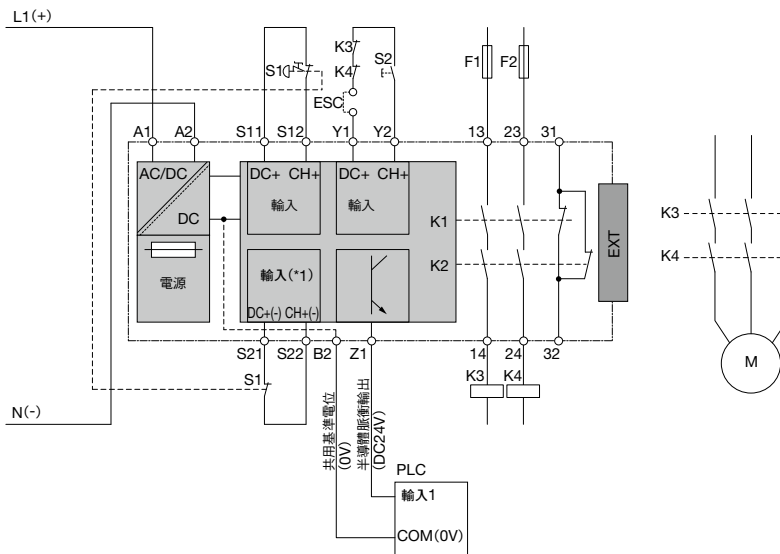 L1(+)
K3
K4
S1
S2
ESC
F1
F2
A1
A2
S11
S12
Y1
Y2
13
23
31
AC/DC
DC
電源
DC+ CH+
輸入
DC+ CH+
輸入
輸入(*1)
DC+(-) CH+(-)
K1
K2
EXT
K3
K4
M
S21
S22
B2
Z1
14
24
32
S1
K3
K4
N(-)
共用基準電位
(0V)
半導體脈衝輸出
(DC24V)
PLC
輸入1
COM(0V)